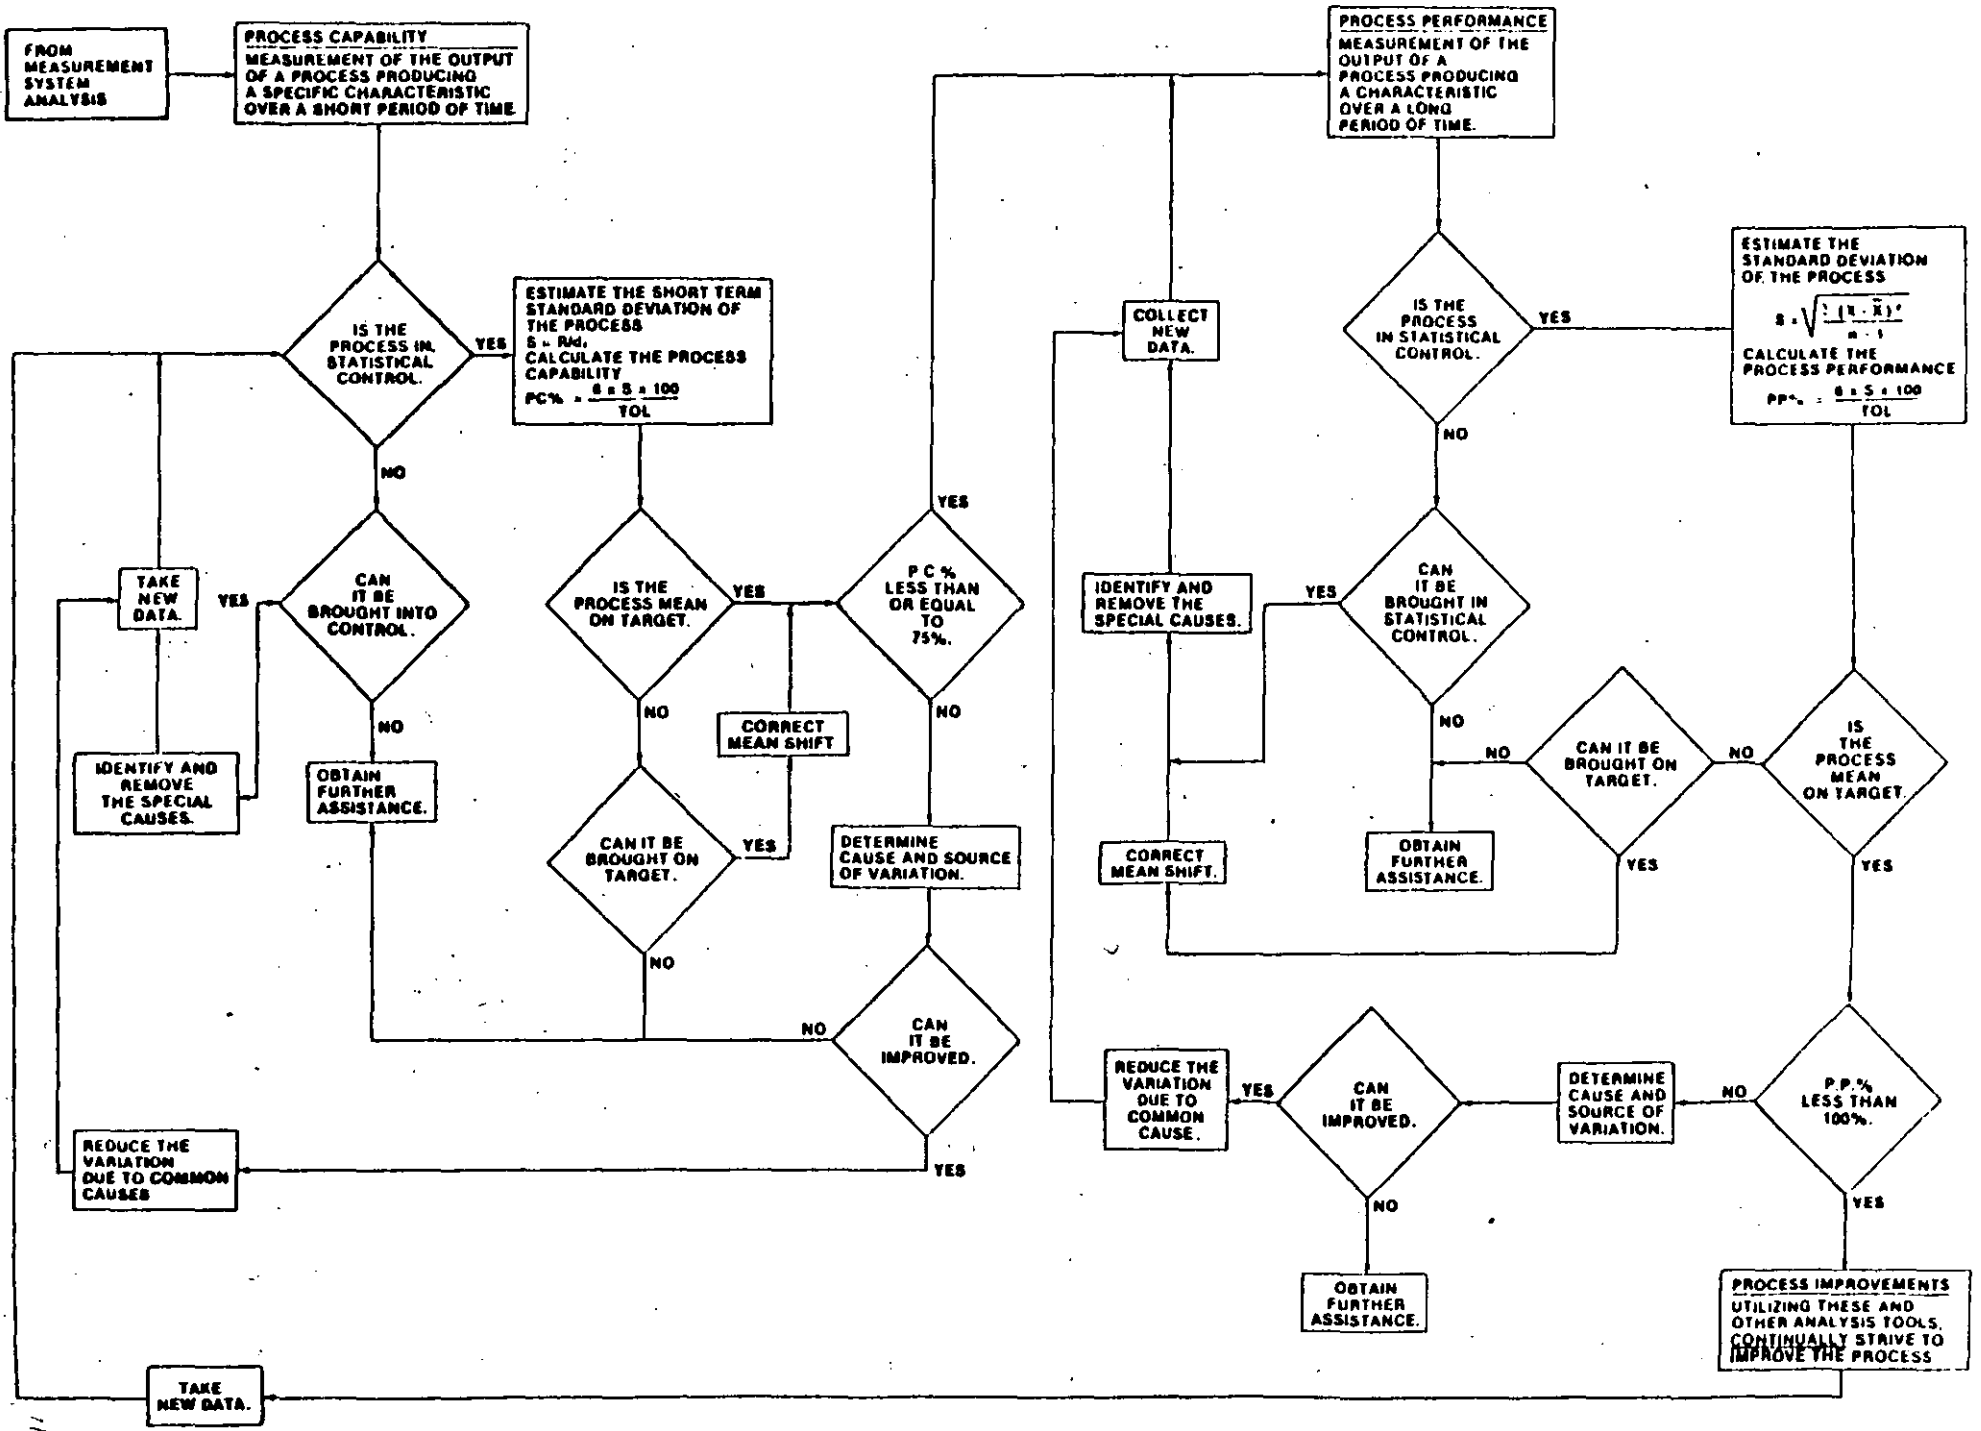 FROM
MEASUREMENT
SYSTEM
ANALYSIS
PROCESS CAPABILITY
MEASUREMENT OF THE OUTPUT
OF A PROCESS PRODUCING
A SPECIFIC CHARACTERISTIC
OVER A SHORT PERIOD OF TIME
IS THE
PROCESS IN
STATISTICAL
CONTROL.
YES
NO
ESTIMATE THE SHORT TERM
STANDARD DEVIATION OF
THE PROCESS
CALCULATE THE PROCESS
CAPABILITY
PC% = 6 x S x 100
TOL
CAN
IT BE
BROUGHT INTO
CONTROL.
YES
NO
TAKE
NEW
DATA.
IDENTIFY AND
REMOVE
THE SPECIAL
CAUSES.
OBTAIN
FURTHER
ASSISTANCE.
IS THE
PROCESS MEAN
ON TARGET.
YES
NO
CORRECT
MEAN SHIFT
CAN IT BE
BROUGHT ON
TARGET.
YES
NO
PC%
LESS THAN
OR EQUAL
TO
75%.
YES
NO
DETERMINE
CAUSE AND SOURCE
OF VARIATION.
CAN
IT BE
IMPROVED.
NO
YES
REDUCE THE
VARIATION
DUE TO COMMON
CAUSES
TAKE
NEW DATA.
PROCESS PERFORMANCE
MEASUREMENT OF THE
OUTPUT OF A
PROCESS PRODUCING
A CHARACTERISTIC
OVER A LONG
PERIOD OF TIME.
IS THE
PROCESS
IN STATISTICAL
CONTROL.
YES
NO
ESTIMATE THE
STANDARD DEVIATION
OF THE PROCESS
CALCULATE THE
PROCESS PERFORMANCE
6 x S x 100
TOL
COLLECT
NEW
DATA.
IDENTIFY AND
REMOVE THE
SPECIAL CAUSES.
CAN
IT BE
BROUGHT IN
STATISTICAL
CONTROL.
YES
NO
CORRECT
MEAN SHIFT.
OBTAIN
FURTHER
ASSISTANCE.
CAN IT BE
BROUGHT ON
TARGET.
NO
YES
IS
THE
PROCESS
MEAN
ON TARGET.
NO
YES
P.P.%
LESS THAN
100%.
NO
YES
DETERMINE
CAUSE AND
SOURCE OF
VARIATION.
CAN
IT BE
IMPROVED.
YES
NO
REDUCE THE
VARIATION
DUE TO
COMMON
CAUSE.
OBTAIN
FURTHER
ASSISTANCE.
PROCESS IMPROVEMENTS
UTILIZING THESE AND
OTHER ANALYSIS TOOLS,
CONTINUALLY STRIVE TO
IMPROVE THE PROCESS